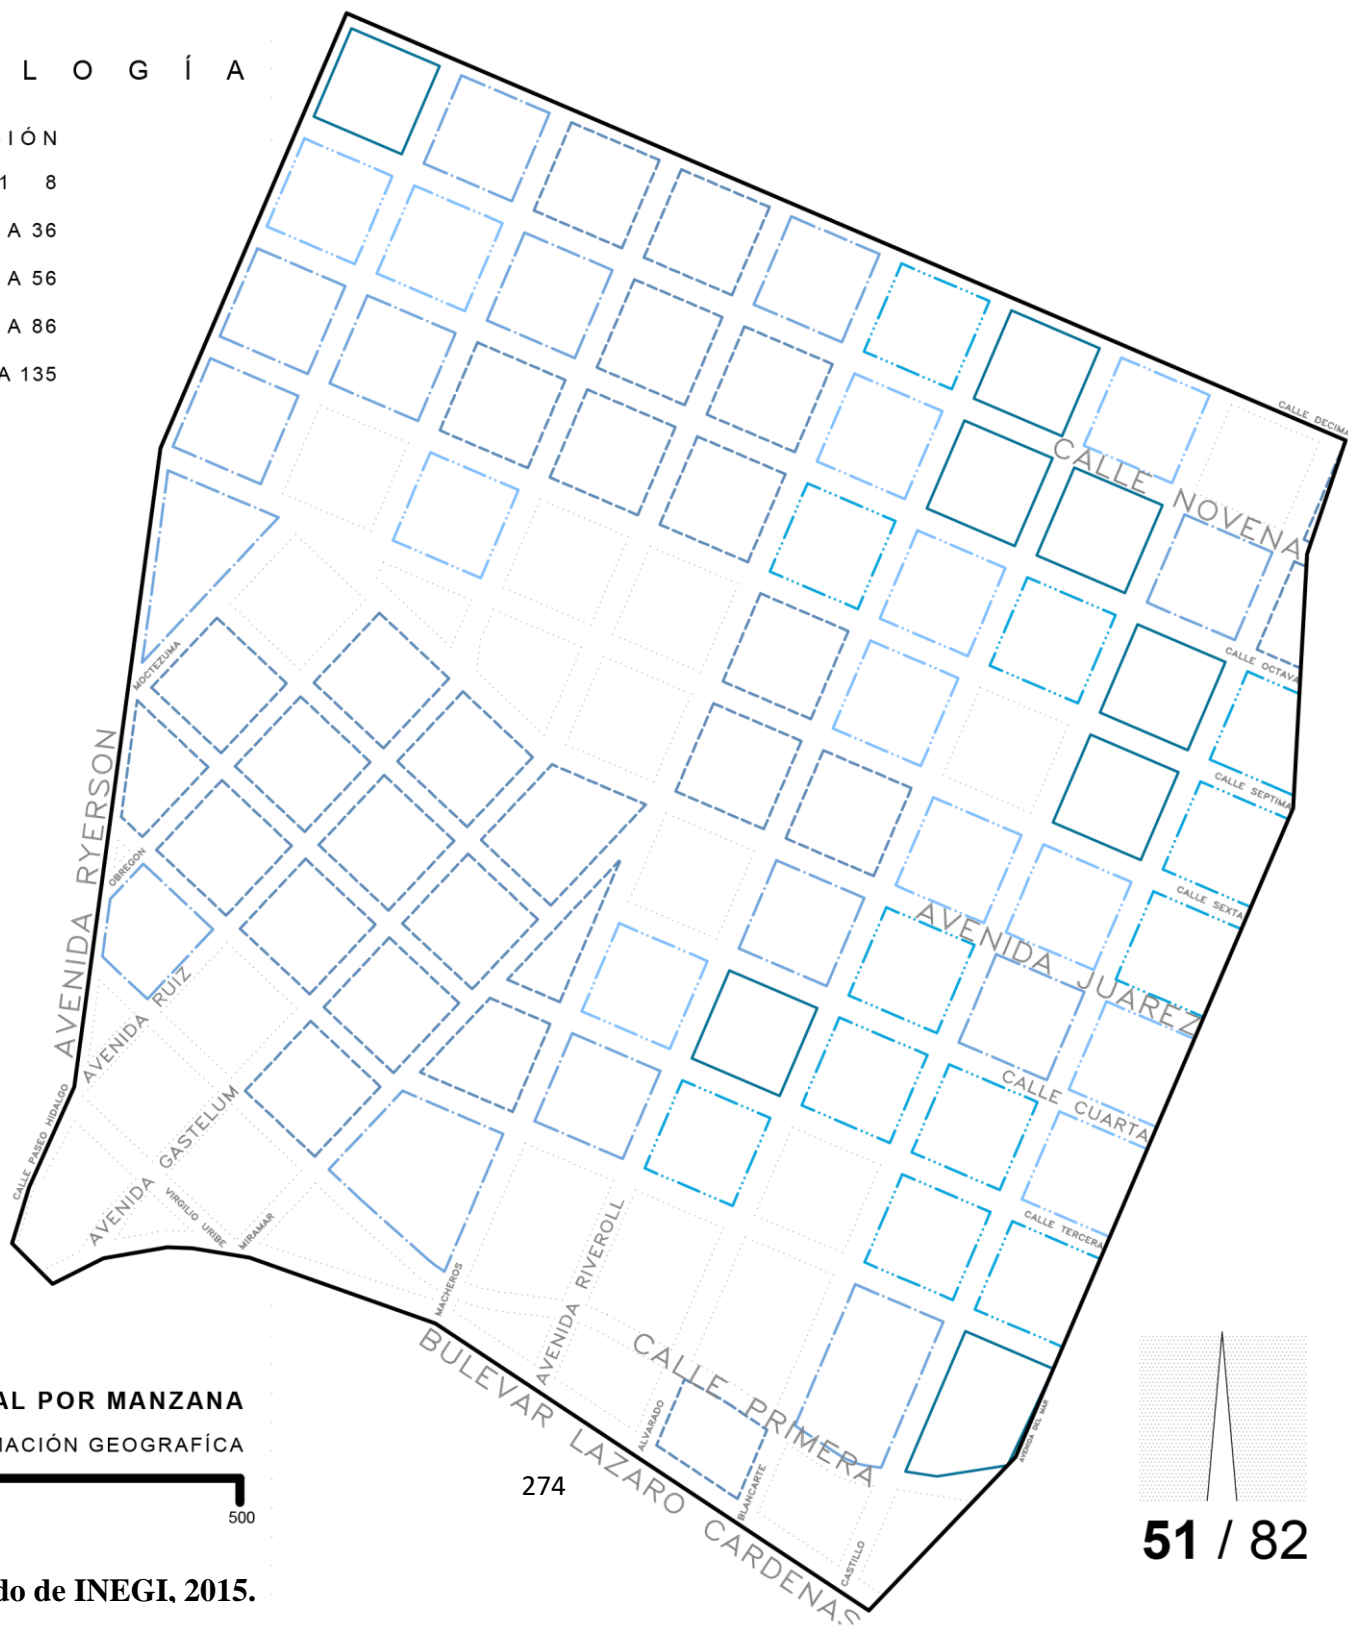 L O G Í A
IÓN
1 8
A 36
A 56
A 86
A 135
CALLE DECIMA
CALLE NOVENA
CALLE OCTAVA
CALLE SEPTIMA
CALLE SEXTA
AVENIDA JUAREZ
CALLE CUARTA
CALLE TERCERA
MOCTEZUMA
AVENIDA RYERSON
OBREGON
AVENIDA RUIZ
AVENIDA GASTELUM
CALLE PASEO HIDALGO
VIRGILIO URIBE
MIRAMAR
MACHEROS
AVENIDA RIVEROLL
CALLE PRIMERA
ALVARADO
BLANCARTE
CASTILLO
AVENIDA DEL MAR
BULEVAR LAZARO CARDENAS
AL POR MANZANA
MACIÓN GEOGRAFÍCA
500
274
51 / 82
do de INEGI, 2015.